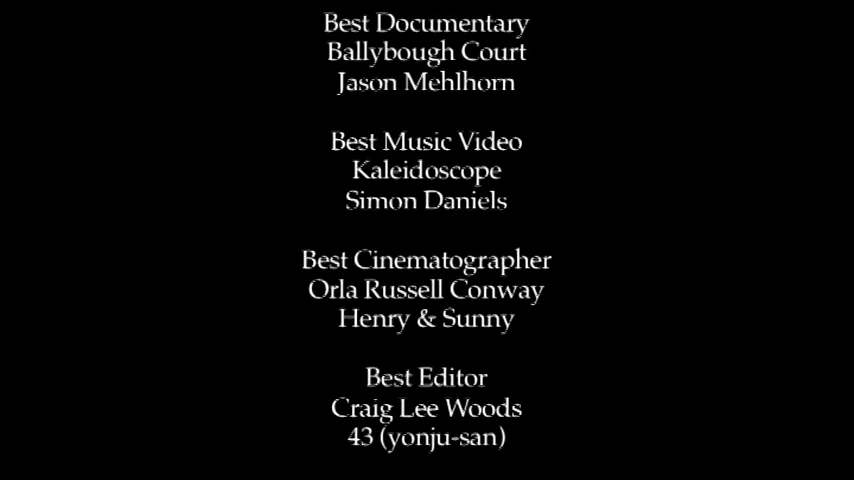 Best Documentary
Ballybough Court
Jason Mehlhorn
Best Music Video
Kaleidoscope
Simon Daniels
Best Cinematographer
Orla Russell Conway
Henry & Sunny
Best Editor
Craig Lee Woods
43 (yonju-san)